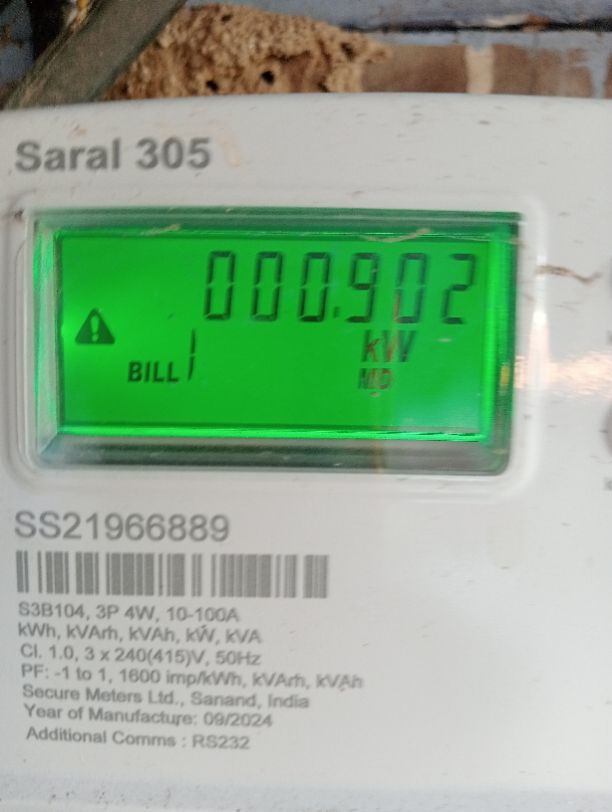 Saral 305
000.902
BILL 1 kW
MD
SS21966889
S3B104, 3P 4W, 10-100A
kWh, kVArh, kVAh, kW, kVA
Cl. 1.0, 3 x 240(415)V, 50Hz
PF: -1 to 1, 1600 imp/kWh, kVArh, kVAh
Secure Meters Ltd., Sanand, India
Year of Manufacture: 09/2024
Additional Comms : RS232